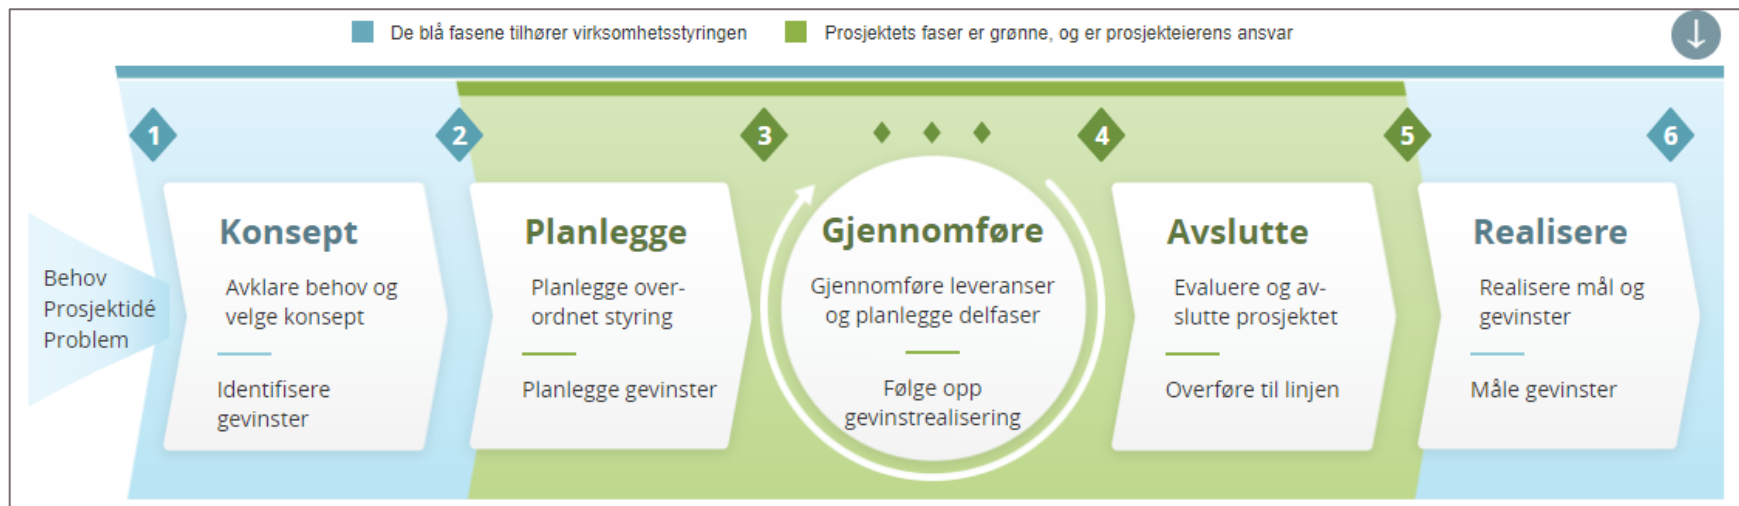 De blå fasene tilhører virksomhetsstyringen
Prosjektets faser er grønne, og er prosjekteierens ansvar
1
2
3
4
5
6
Behov
Prosjektidé
Problem
Konsept
Avklare behov og
velge konsept
Identifisere
gevinster
Planlegge
Planlegge over-
ordnet styring
Planlegge gevinster
Gjennomføre
Gjennomføre leveranser
og planlegge delfaser
Følge opp
gevinstrealisering
Avslutte
Evaluere og av-
slutte prosjektet
Overføre til linjen
Realisere
Realisere mål og
gevinster
Måle gevinster